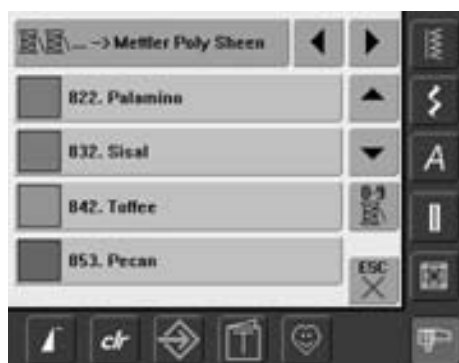 ... -> Mettler Poly Sheen
822. Palamino
832. Sisal
842. Toffee
0-9
853. Pecan
ESC
A
clr